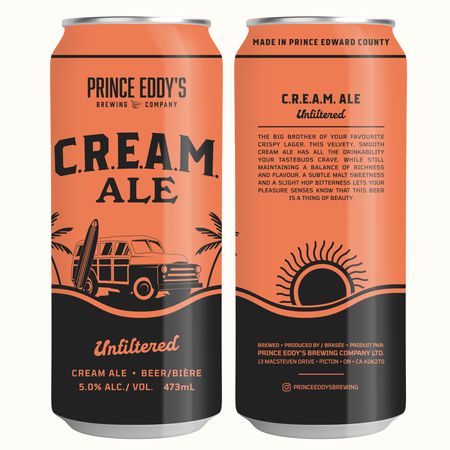 PRINCE EDDY'S
BREWING COMPANY
C.R.E.A.M.
ALE
Unfiltered
CREAM ALE • BEER/BIÈRE
5.0% ALC./ VOL. 473mL
MADE IN PRINCE EDWARD COUNTY
C.R.E.A.M. ALE
Unfiltered
THE BIG BROTHER OF YOUR FAVOURITE
CRISPY LAGER. THIS VELVETY, SMOOTH
CREAM ALE HAS ALL THE DRINKABILITY
YOUR TASTEBUDS CRAVE, WHILE STILL
MAINTAINING A BALANCE OF RICHNESS
AND FLAVOUR. A SUBTLE MALT SWEETNESS
AND A SLIGHT HOP BITTERNESS LETS YOUR
PLEASURE SENSES KNOW THAT THIS BEER
IS A THING OF BEAUTY.
BREWED • PRODUCED BY / BRASÉE • PRODUIT PAR:
PRINCE EDDY'S BREWING COMPANY LTD.
13 MACSTEVEN DRIVE • PICTON • ON • CA K0K2T0
PRINCEEDDYSBREWING